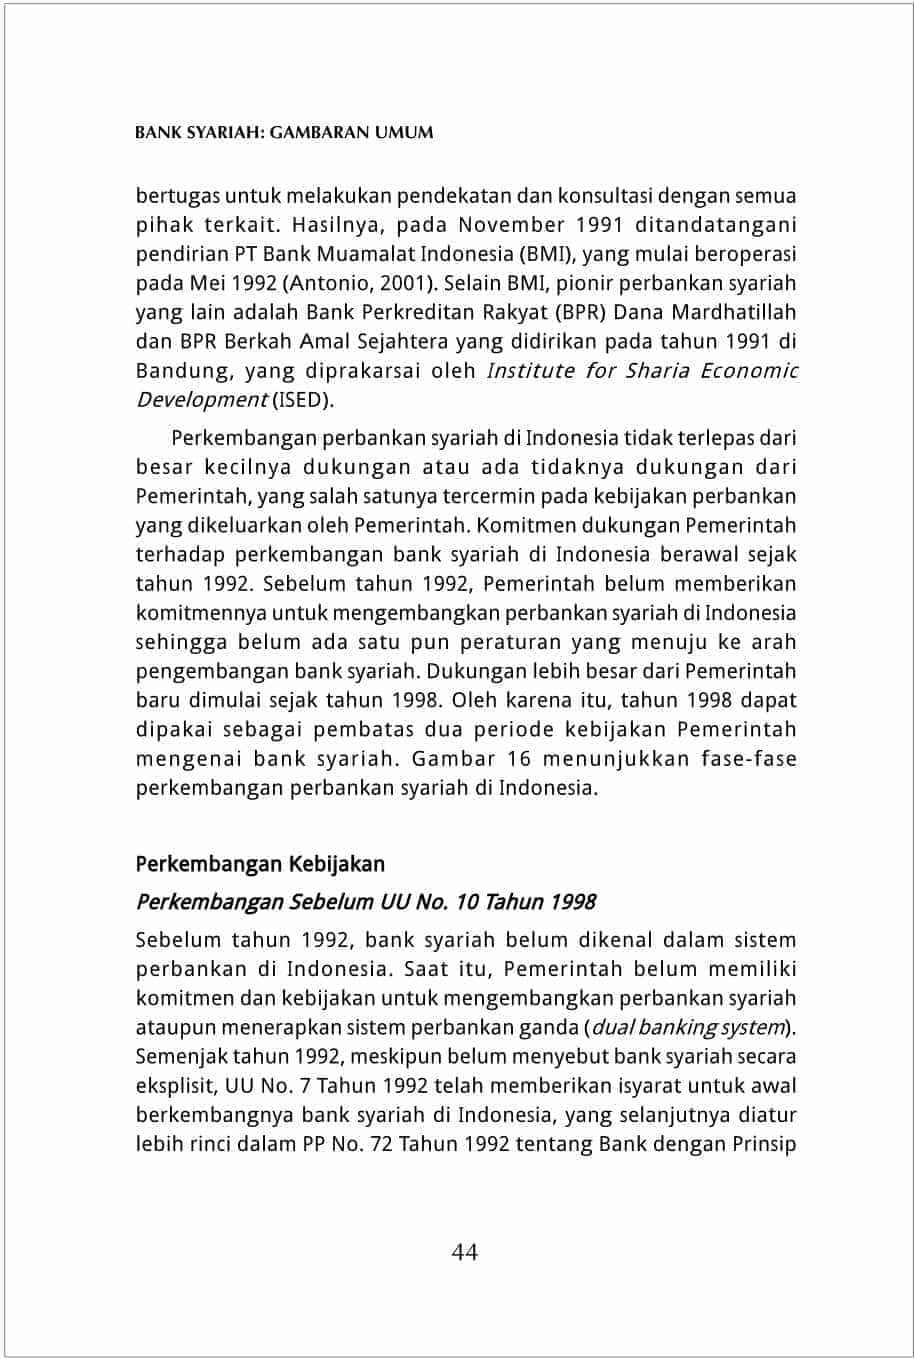 BANK SYARIAH: GAMBARAN UMUM
bertugas untuk melakukan pendekatan dan konsultasi dengan semua
pihak terkait. Hasilnya, pada November 1991 ditandatangani
pendirian PT Bank Muamalat Indonesia (BMI), yang mulai beroperasi
pada Mei 1992 (Antonio, 2001). Selain BMI, pionir perbankan syariah
yang lain adalah Bank Perkreditan Rakyat (BPR) Dana Mardhatillah
dan BPR Berkah Amal Sejahtera yang didirikan pada tahun 1991 di
Bandung, yang diprakarsai oleh Institute for Sharia Economic
Development (ISED).
Perkembangan perbankan syariah di Indonesia tidak terlepas dari
besar kecilnya dukungan atau ada tidaknya dukungan dari
Pemerintah, yang salah satunya tercermin pada kebijakan perbankan
yang dikeluarkan oleh Pemerintah. Komitmen dukungan Pemerintah
terhadap perkembangan bank syariah di Indonesia berawal sejak
tahun 1992. Sebelum tahun 1992, Pemerintah belum memberikan
komitmennya untuk mengembangkan perbankan syariah di Indonesia
sehingga belum ada satu pun peraturan yang menuju ke arah
pengembangan bank syariah. Dukungan lebih besar dari Pemerintah
baru dimulai sejak tahun 1998. Oleh karena itu, tahun 1998 dapat
dipakai sebagai pembatas dua periode kebijakan Pemerintah
mengenai bank syariah. Gambar 16 menunjukkan fase-fase
perkembangan perbankan syariah di Indonesia.
Perkembangan Kebijakan
Perkembangan Sebelum UU No. 10 Tahun 1998
Sebelum tahun 1992, bank syariah belum dikenal dalam sistem
perbankan di Indonesia. Saat itu, Pemerintah belum memiliki
komitmen dan kebijakan untuk mengembangkan perbankan syariah
ataupun menerapkan sistem perbankan ganda (dual banking system).
Semenjak tahun 1992, meskipun belum menyebut bank syariah secara
eksplisit, UU No. 7 Tahun 1992 telah memberikan isyarat untuk awal
berkembangnya bank syariah di Indonesia, yang selanjutnya diatur
lebih rinci dalam PP No. 72 Tahun 1992 tentang Bank dengan Prinsip
44